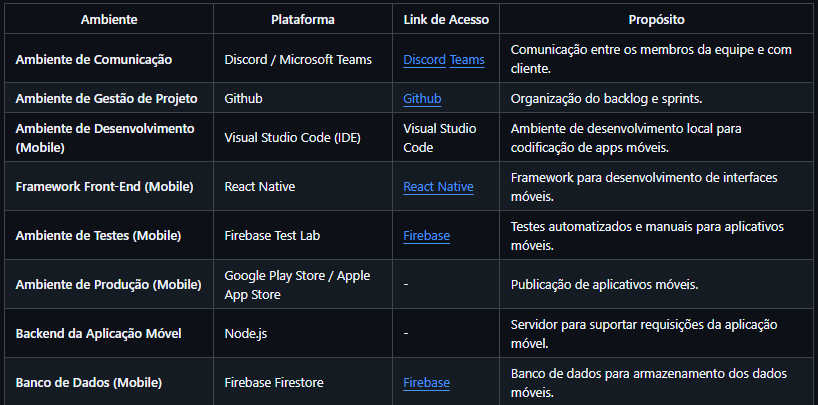 Ambiente Plataforma Link de Acesso Propósito
Ambiente de Comunicação Discord / Microsoft Teams Discord Teams Comunicação entre os membros da equipe e com
cliente.
Ambiente de Gestão de Projeto Github Github Organização do backlog e sprints.
Ambiente de Desenvolvimento
(Mobile)
Visual Studio Code (IDE)
Visual Studio
Code
Ambiente de desenvolvimento local para
codificação de apps móveis.
Framework Front-End (Mobile) React Native React Native Framework para desenvolvimento de interfaces
móveis.
Ambiente de Testes (Mobile) Firebase Test Lab Firebase Testes automatizados e manuais para aplicativos
móveis.
Ambiente de Produção (Mobile)
Google Play Store / Apple
App Store
-
Publicação de aplicativos móveis.
Backend da Aplicação Móvel Node.js - Servidor para suportar requisições da aplicação
móvel.
Banco de Dados (Mobile) Firebase Firestore Firebase Banco de dados para armazenamento dos dados
móveis.